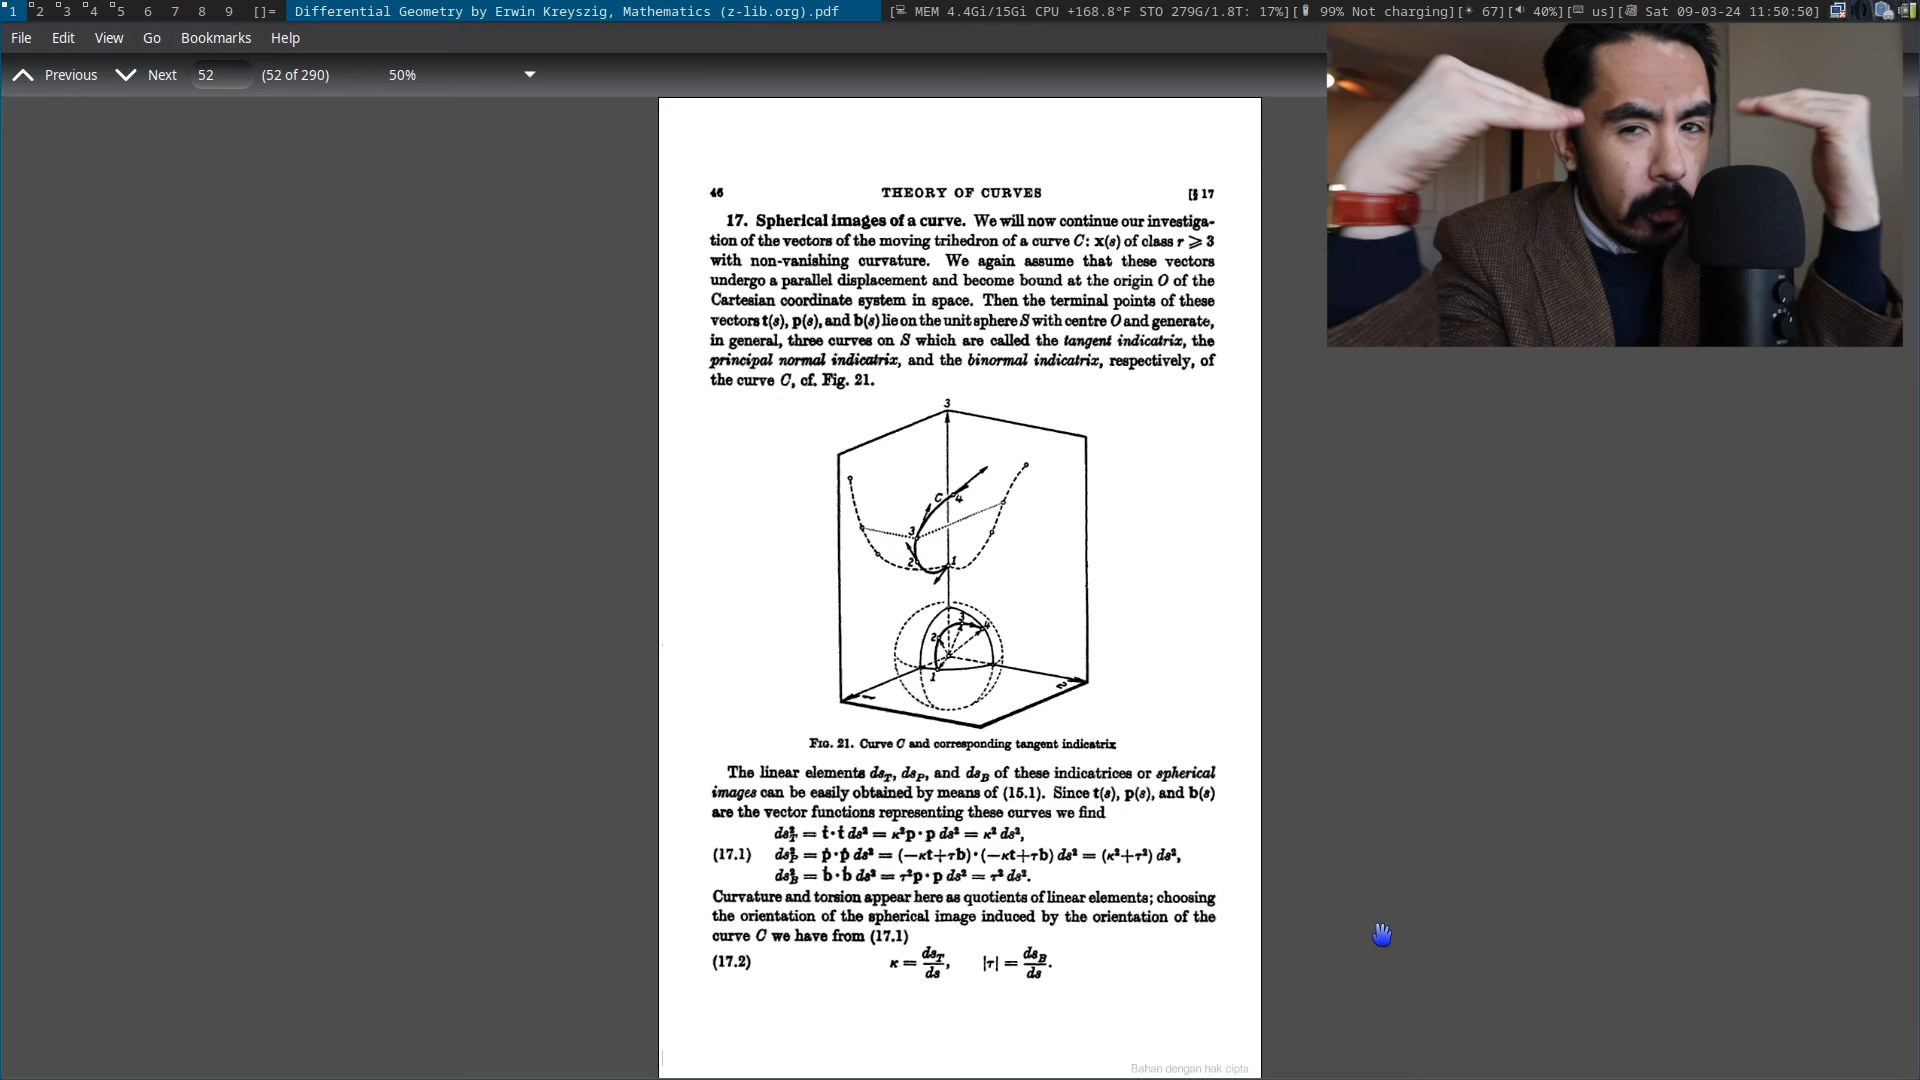 1 2 3 4 5 6 7 8 9 []= Differential Geometry by Erwin Kreyszig, Mathematics (z-lib.org).pdf [ MEM 4.4Gi/15Gi CPU +168.8°F STO 279G/1.8T: 17%][ 99% Not charging][ 67][ 40%][ us][ Sat 09-03-24 11:50:50]
File Edit View Go Bookmarks Help
Previous Next 52 (52 of 290) 50%
46 THEORY OF CURVES [§ 17
17. Spherical images of a curve. We will now continue our investiga-
tion of the vectors of the moving trihedron of a curve C: x(s) of class r ⩾ 3
with non-vanishing curvature. We again assume that these vectors
undergo a parallel displacement and become bound at the origin O of the
Cartesian coordinate system in space. Then the terminal points of these
vectors t(s), p(s), and b(s) lie on the unit sphere S with centre O and generate,
in general, three curves on S which are called the tangent indicatrix, the
principal normal indicatrix, and the binormal indicatrix, respectively, of
the curve C, cf. Fig. 21.
3
C 4
3
2 1
3
2 4
1
1 2
Fig. 21. Curve C and corresponding tangent indicatrix
The linear elements ds_T, ds_P, and ds_B of these indicatrices or spherical
images can be easily obtained by means of (15.1). Since t(s), p(s), and b(s)
are the vector functions representing these curves we find
ds_T² = ṫ·ṫ ds² = κ²p·p ds² = κ² ds²,
(17.1) ds_P² = ṗ·ṗ ds² = (−κt+τb)·(−κt+τb) ds² = (κ²+τ²) ds²,
ds_B² = ḃ·ḃ ds² = τ²p·p ds² = τ² ds².
Curvature and torsion appear here as quotients of linear elements; choosing
the orientation of the spherical image induced by the orientation of the
curve C we have from (17.1)
(17.2) κ = ds_T/ds, |τ| = ds_B/ds.
Bahan dengan hak cipta